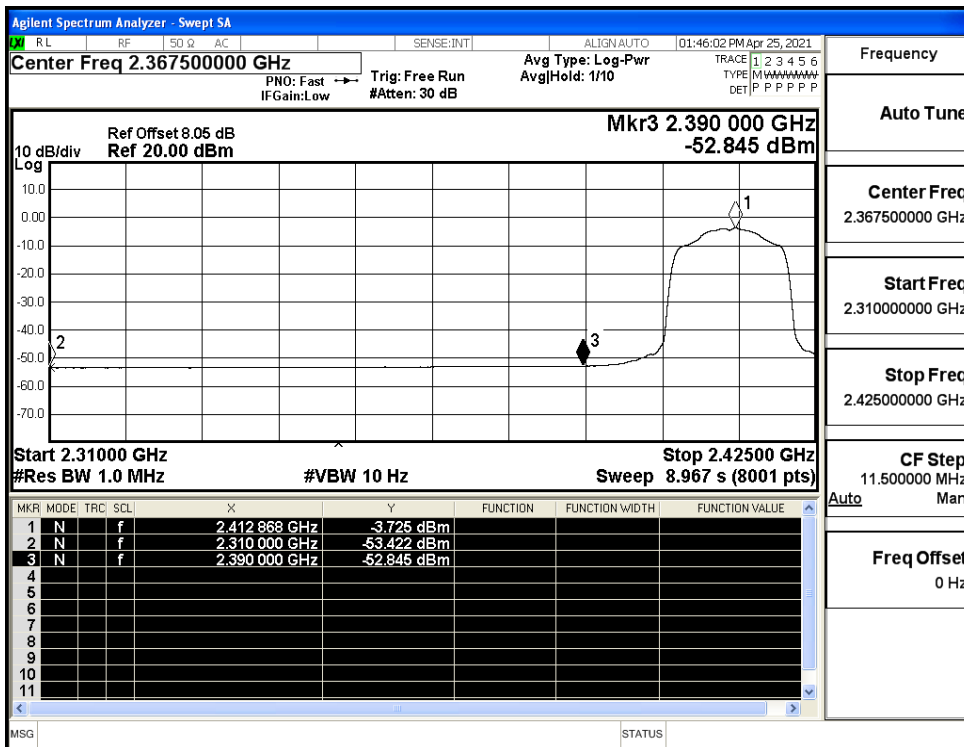 Agilent Spectrum Analyzer - Swept SA
LXI RL RF 50 Ω AC SENSE:INT ALIGNAUTO 01:46:02 PM Apr 25, 2021
Center Freq 2.367500000 GHz
PNO: Fast
IFGain:Low
Trig: Free Run
#Atten: 30 dB
Avg Type: Log-Pwr
Avg|Hold: 1/10
TRACE 1 2 3 4 5 6
TYPE M WWWWW
DET P P P P P P
Ref Offset 8.05 dB
10 dB/div Ref 20.00 dBm
Log
Mkr3 2.390 000 GHz
-52.845 dBm
10.0
0.00
-10.0
-20.0
-30.0
-40.0
-50.0
-60.0
-70.0
1
2
3
Start 2.31000 GHz Stop 2.42500 GHz
#Res BW 1.0 MHz #VBW 10 Hz Sweep 8.967 s (8001 pts)
MKR MODE TRC SCL X Y FUNCTION FUNCTION WIDTH FUNCTION VALUE
1 N f 2.412 868 GHz -3.725 dBm
2 N f 2.310 000 GHz -53.422 dBm
3 N f 2.390 000 GHz -52.845 dBm
4
5
6
7
8
9
10
11
MSG STATUS
Frequency
Auto Tune
Center Freq
2.367500000 GHz
Start Freq
2.310000000 GHz
Stop Freq
2.425000000 GHz
CF Step
11.500000 MHz
Auto Man
Freq Offset
0 Hz